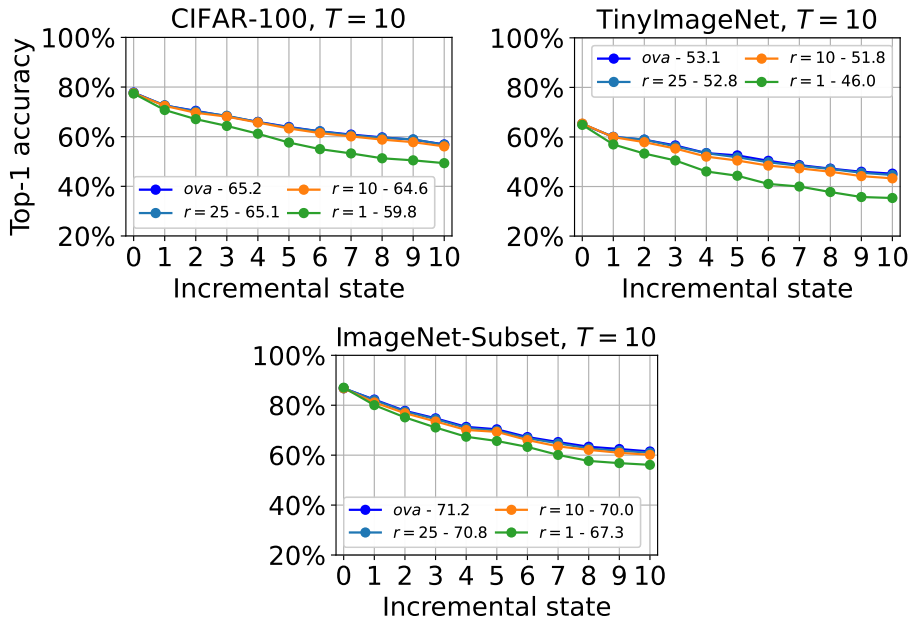 CIFAR-100, T = 10
100%
80%
60%
40%
20%
Top-1 accuracy
ova - 65.2
r = 25 - 65.1
r = 10 - 64.6
r = 1 - 59.8
0 1 2 3 4 5 6 7 8 9 10
Incremental state
TinyImageNet, T = 10
100%
80%
60%
40%
20%
ova - 53.1
r = 25 - 52.8
r = 10 - 51.8
r = 1 - 46.0
0 1 2 3 4 5 6 7 8 9 10
Incremental state
ImageNet-Subset, T = 10
100%
80%
60%
40%
20%
ova - 71.2
r = 25 - 70.8
r = 10 - 70.0
r = 1 - 67.3
0 1 2 3 4 5 6 7 8 9 10
Incremental state